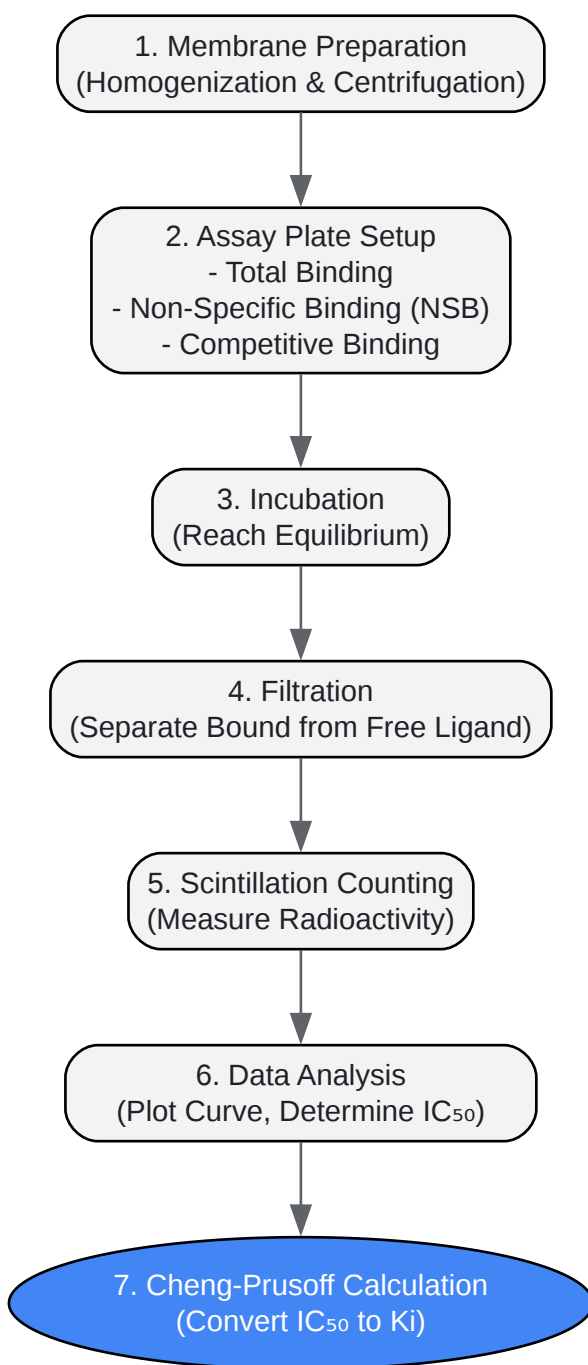 1. Membrane Preparation
(Homogenization & Centrifugation)
2. Assay Plate Setup
- Total Binding
- Non-Specific Binding (NSB)
- Competitive Binding
3. Incubation
(Reach Equilibrium)
4. Filtration
(Separate Bound from Free Ligand)
5. Scintillation Counting
(Measure Radioactivity)
6. Data Analysis
(Plot Curve, Determine IC₅₀)
7. Cheng-Prusoff Calculation
(Convert IC₅₀ to Ki)